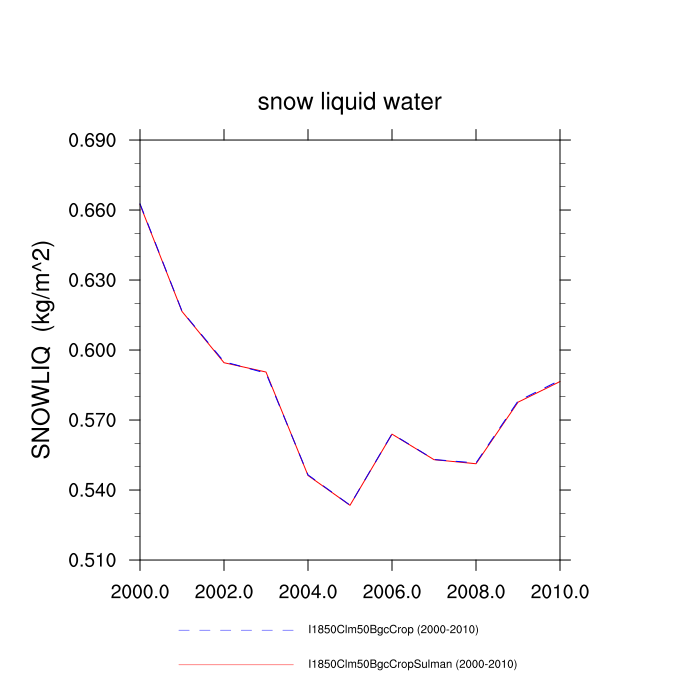 snow liquid water
SNOWLIQ (kg/m^2)
0.690
0.660
0.630
0.600
0.570
0.540
0.510
2000.0 2002.0 2004.0 2006.0 2008.0 2010.0
I1850Clm50BgcCrop (2000-2010)
I1850Clm50BgcCropSulman (2000-2010)